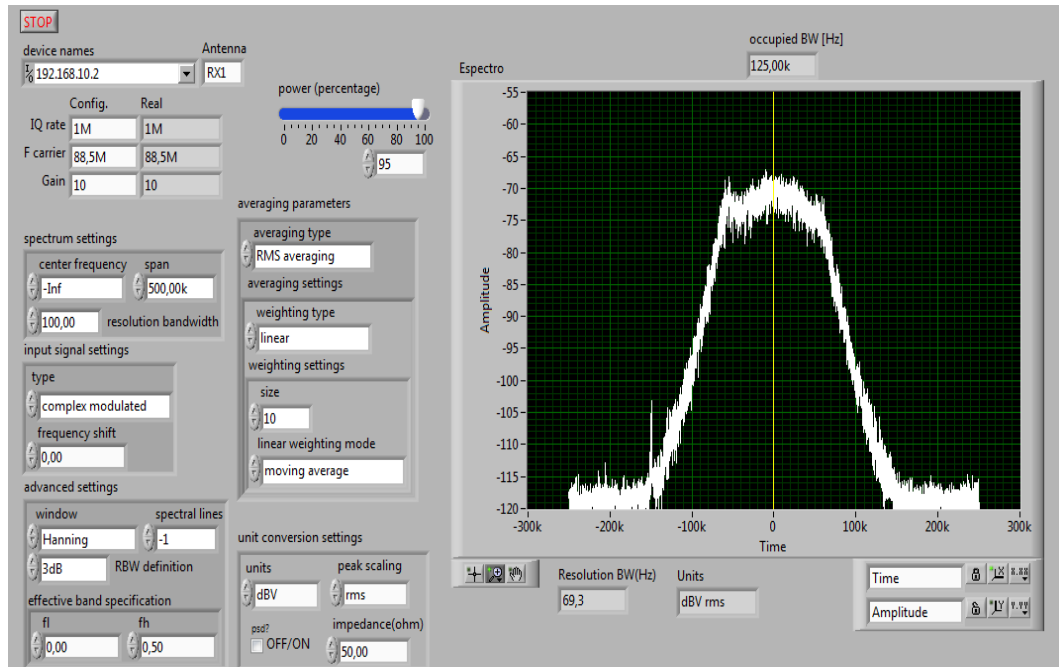 STOP
device names
Antenna
192.168.10.2
RX1
Config.
Real
IQ rate
1M
1M
F carrier
88,5M
88,5M
Gain
10
10
power (percentage)
0 20 40 60 80 100
95
spectrum settings
center frequency
span
-Inf
500,00k
100,00
resolution bandwidth
input signal settings
type
complex modulated
frequency shift
0,00
advanced settings
window
spectral lines
Hanning
-1
3dB
RBW definition
effective band specification
fl
fh
0,00
0,50
averaging parameters
averaging type
RMS averaging
averaging settings
weighting type
linear
weighting settings
size
10
linear weighting mode
moving average
unit conversion settings
units
peak scaling
dBV
rms
psd?
OFF/ON
impedance(ohm)
50,00
occupied BW [Hz]
125,00k
Espectro
Amplitude
-55
-60
-65
-70
-75
-80
-85
-90
-95
-100
-105
-110
-115
-120
-300k -200k -100k 0 100k 200k 300k
Time
Resolution BW(Hz)
69,3
Units
dBV rms
Time
Amplitude